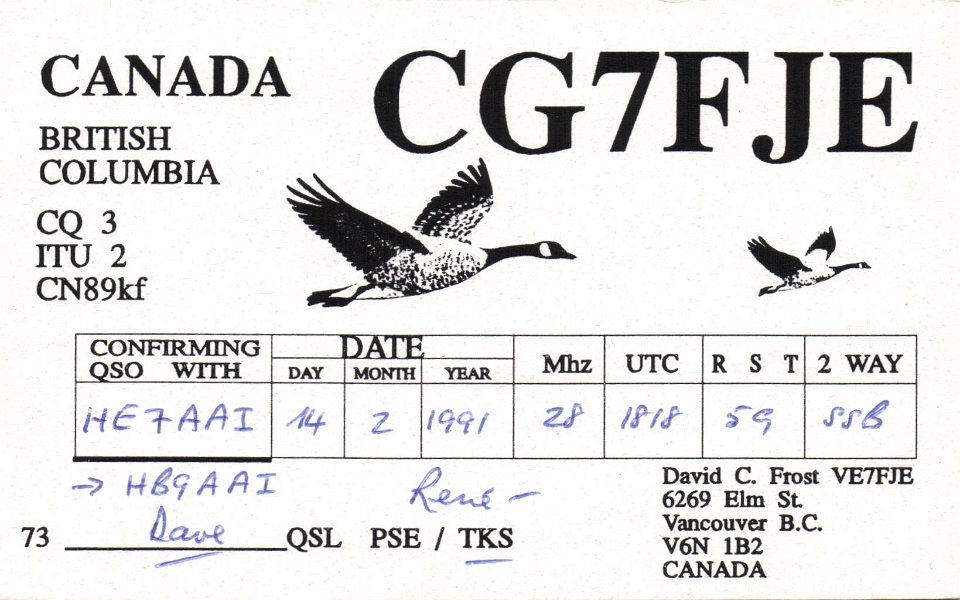 CANADA
CG7FJE
BRITISH
COLUMBIA
CQ 3
ITU 2
CN89kf
CONFIRMING QSO WITH
DATE
DAY MONTH YEAR
Mhz UTC R S T 2 WAY
HE7AAI 14 2 1991 28 1818 59 SSB
→ HB9AAI René -
73 Dave QSL PSE / TKS
David C. Frost VE7FJE
6269 Elm St.
Vancouver B.C.
V6N 1B2
CANADA